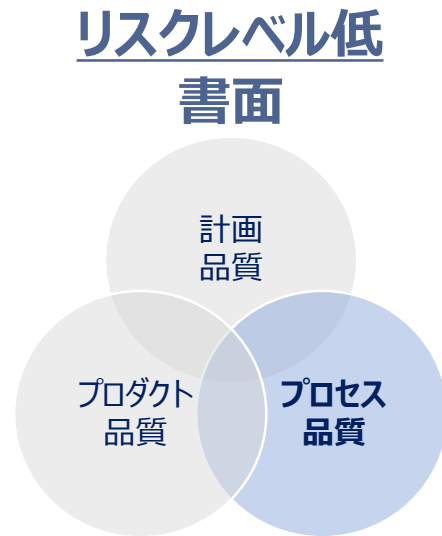 リスクレベル低
書面
計画
品質
プロダクト
品質
プロセス
品質